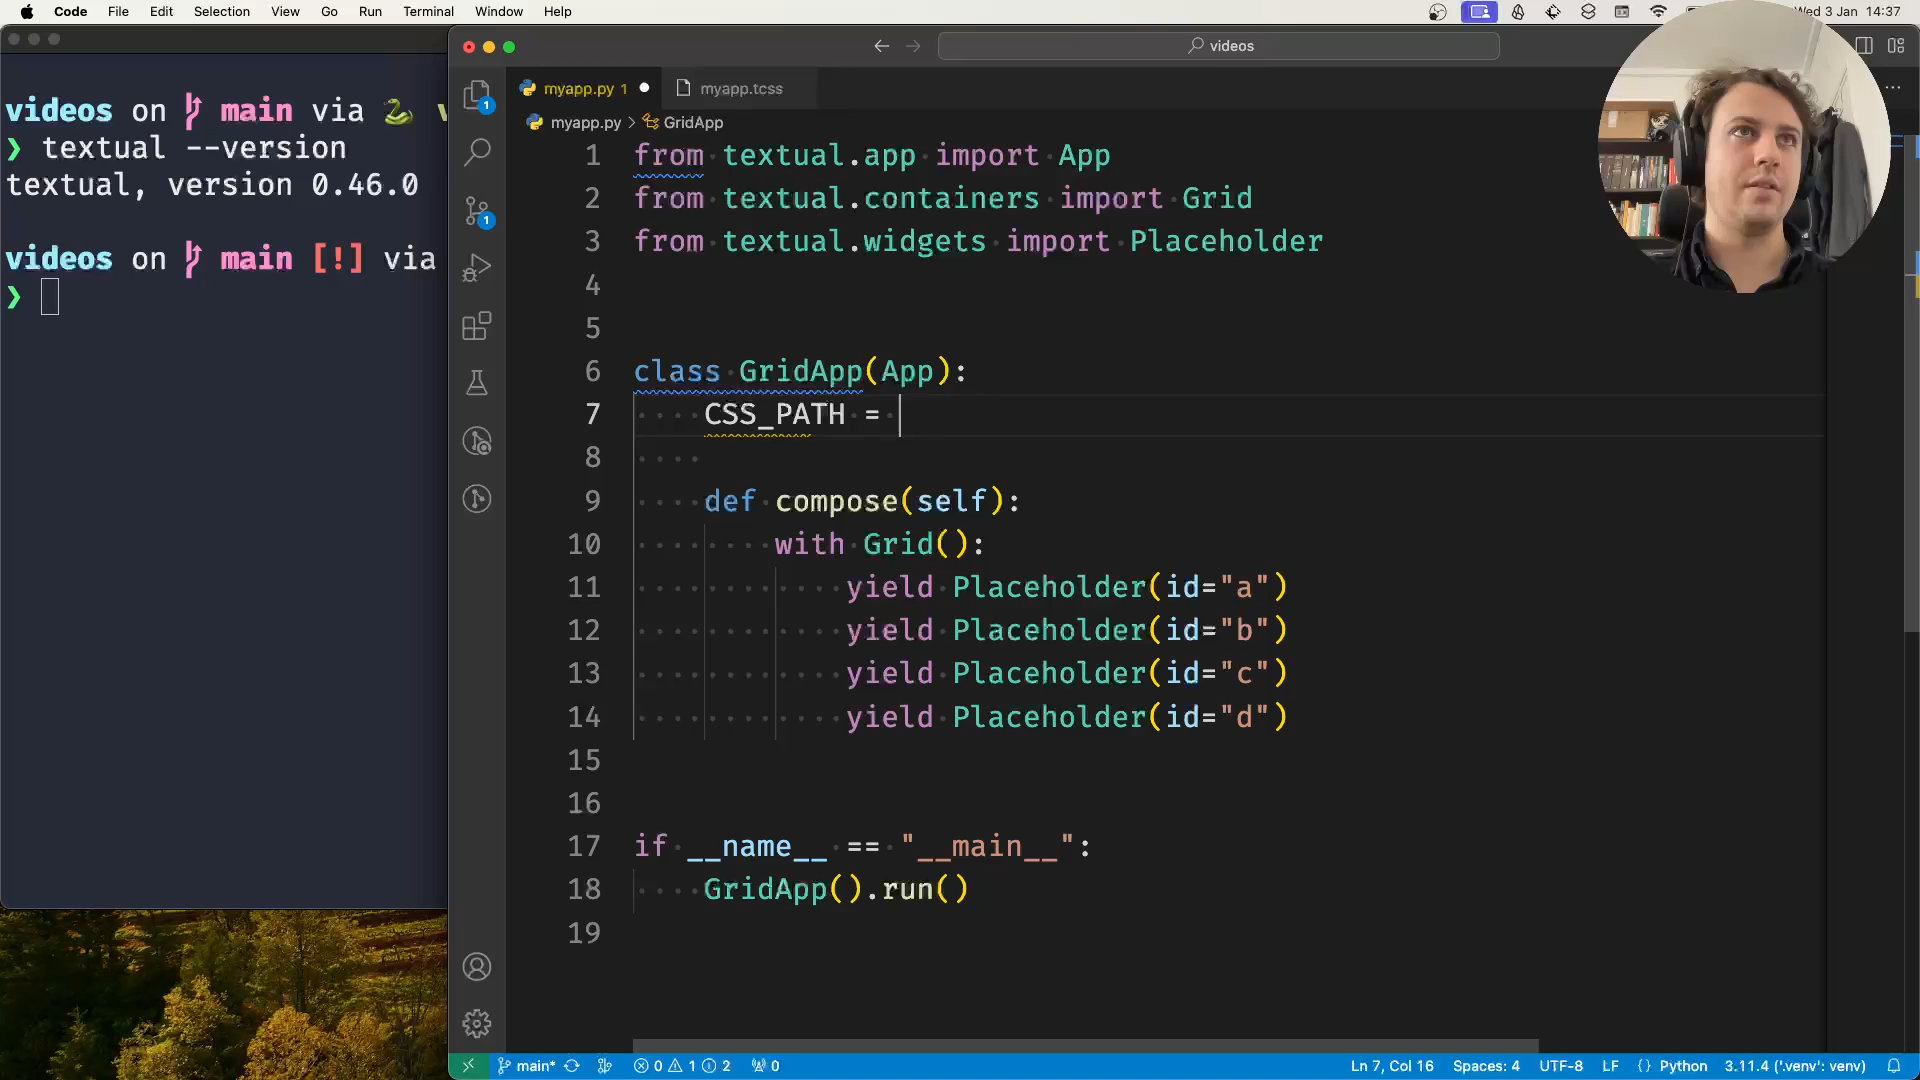 Code File Edit Selection View Go Run Terminal Window Help
Wed 3 Jan 14:37
videos on main via 🐍 v
❯ textual --version
textual, version 0.46.0
videos on main [!] via
❯
videos
myapp.py 1
myapp.tcss
myapp.py > GridApp
1 from textual.app import App
2 from textual.containers import Grid
3 from textual.widgets import Placeholder
4
5
6 class GridApp(App):
7 CSS_PATH =
8
9 def compose(self):
10 with Grid():
11 yield Placeholder(id="a")
12 yield Placeholder(id="b")
13 yield Placeholder(id="c")
14 yield Placeholder(id="d")
15
16
17 if __name__ == "__main__":
18 GridApp().run()
19
1
1
main* 0 1 2 0 Ln 7, Col 16 Spaces: 4 UTF-8 LF {} Python 3.11.4 ('.venv': venv)